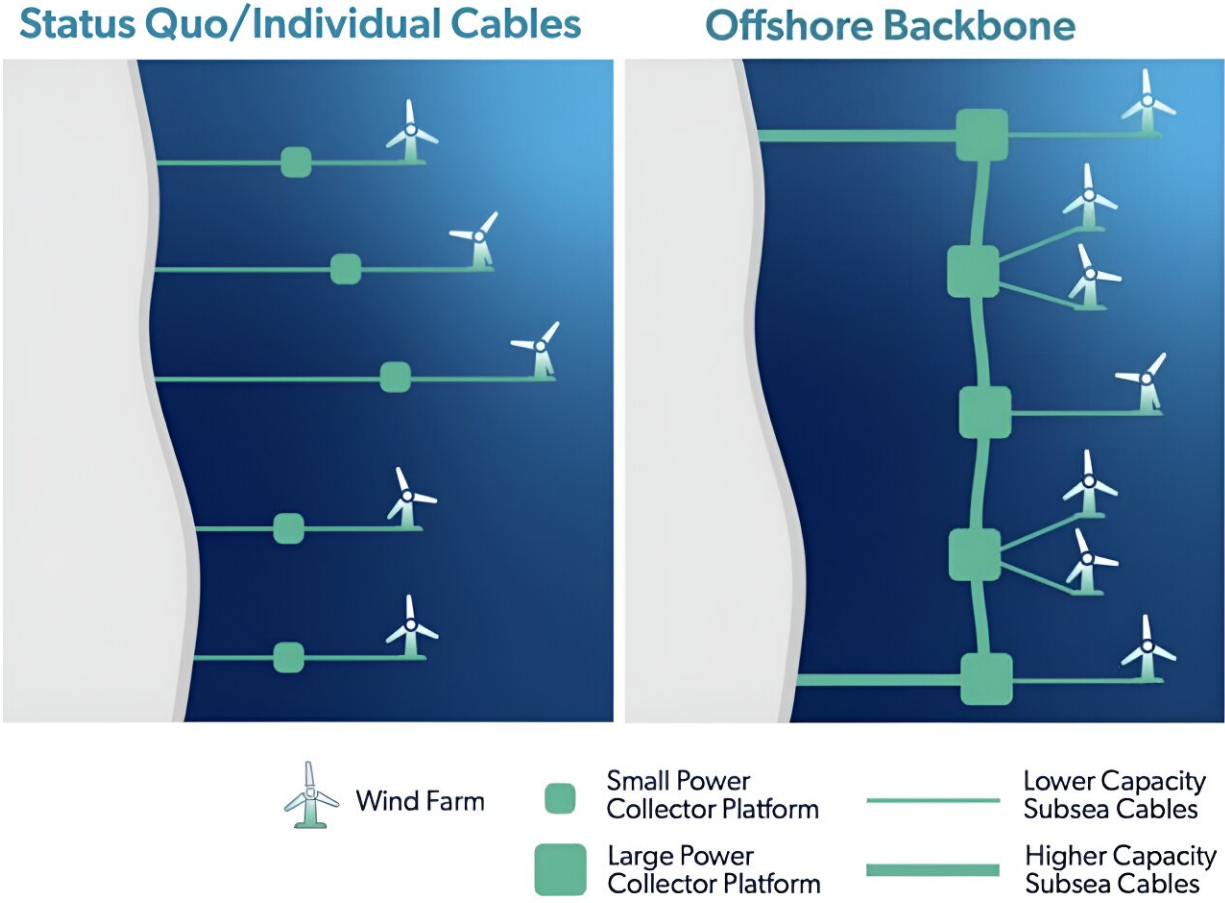 Status Quo/Individual Cables
Offshore Backbone
Wind Farm
Small Power
Collector Platform
Lower Capacity
Subsea Cables
Large Power
Collector Platform
Higher Capacity
Subsea Cables